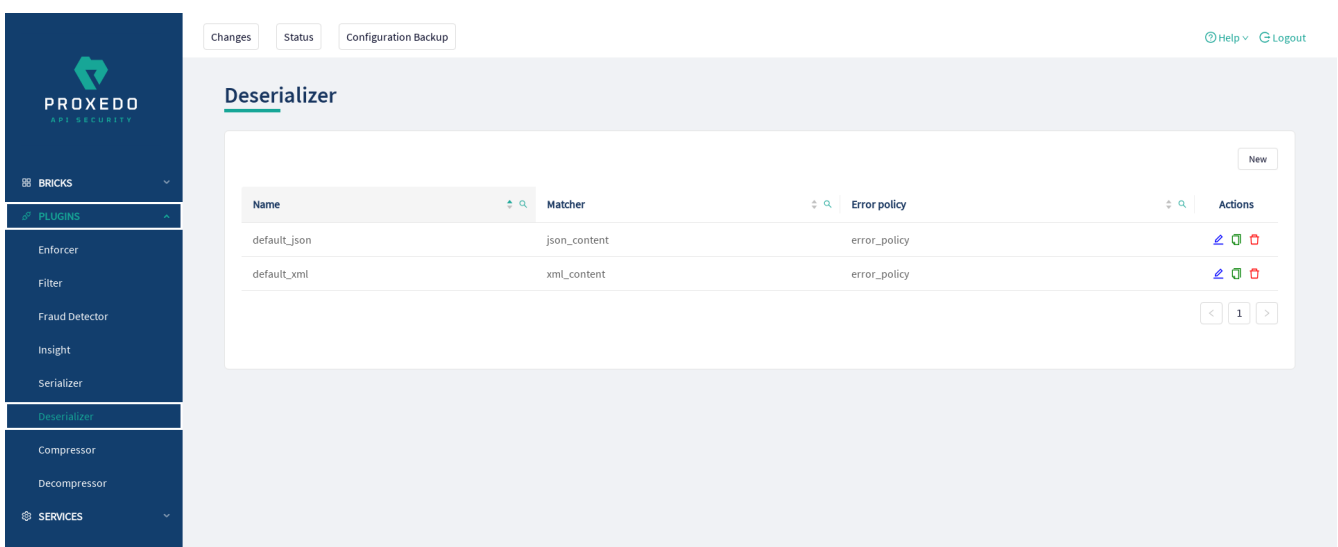 Changes Status Configuration Backup Help Logout
PROXEDO
API SECURITY
BRICKS
PLUGINS
Enforcer
Filter
Fraud Detector
Insight
Serializer
Deserializer
Compressor
Decompressor
SERVICES
Deserializer
New
Name Matcher Error policy Actions
default_json json_content error_policy
default_xml xml_content error_policy
< 1 >